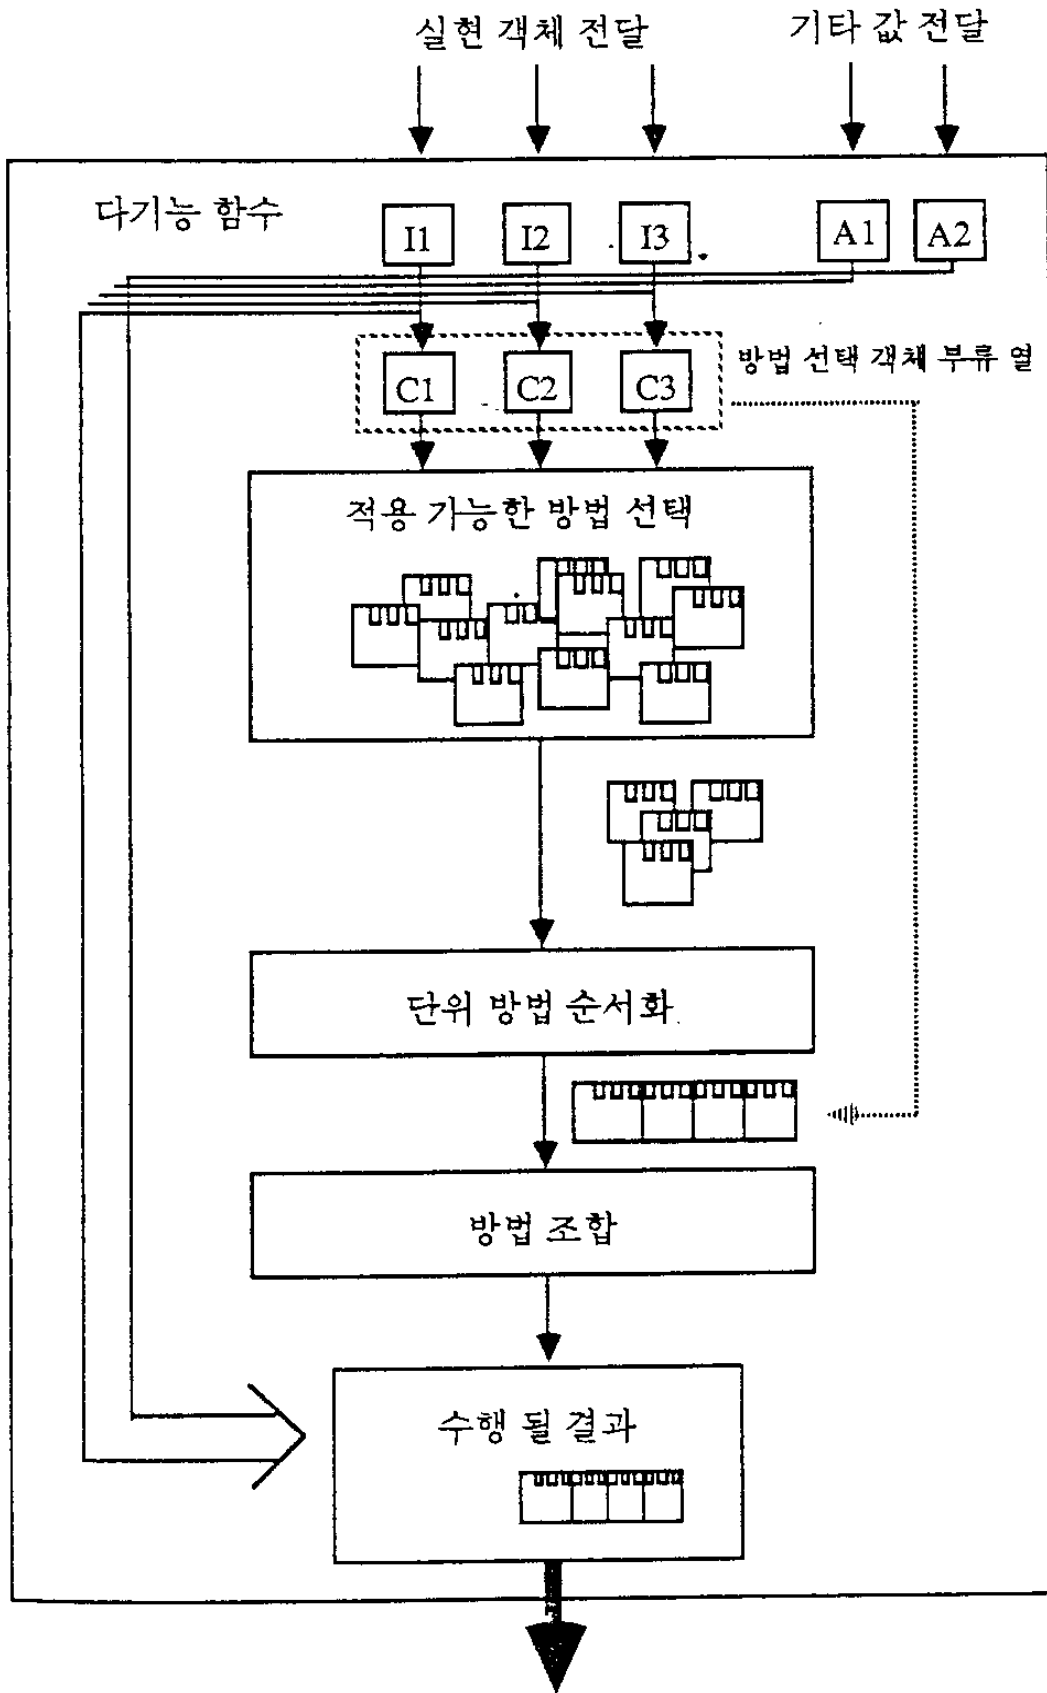 실현 객체 전달
기타 값 전달
다기능 함수
I1
I2
I3
A1
A2
C1
C2
C3
방법 선택 객체 부류 열
적용 가능한 방법 선택
단위 방법 순서화
방법 조합
수행 될 결과